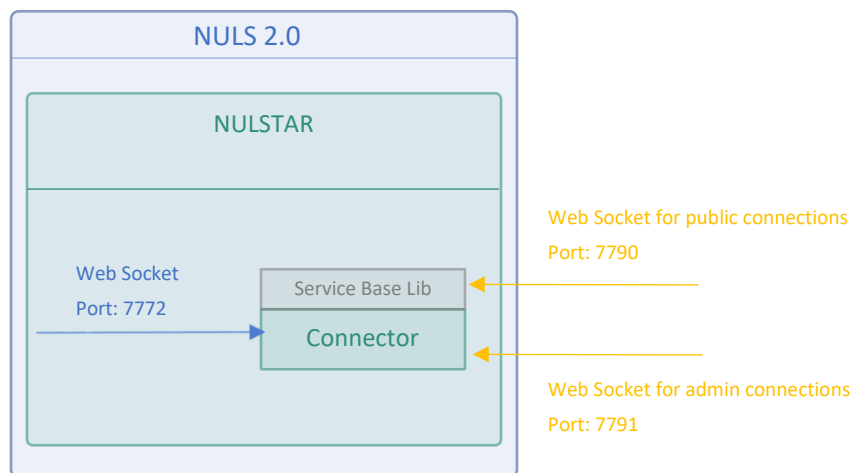 NULS 2.0
NULSTAR
Web Socket for public connections
Port: 7790
Web Socket
Port: 7772
Service Base Lib
Connector
Web Socket for admin connections
Port: 7791